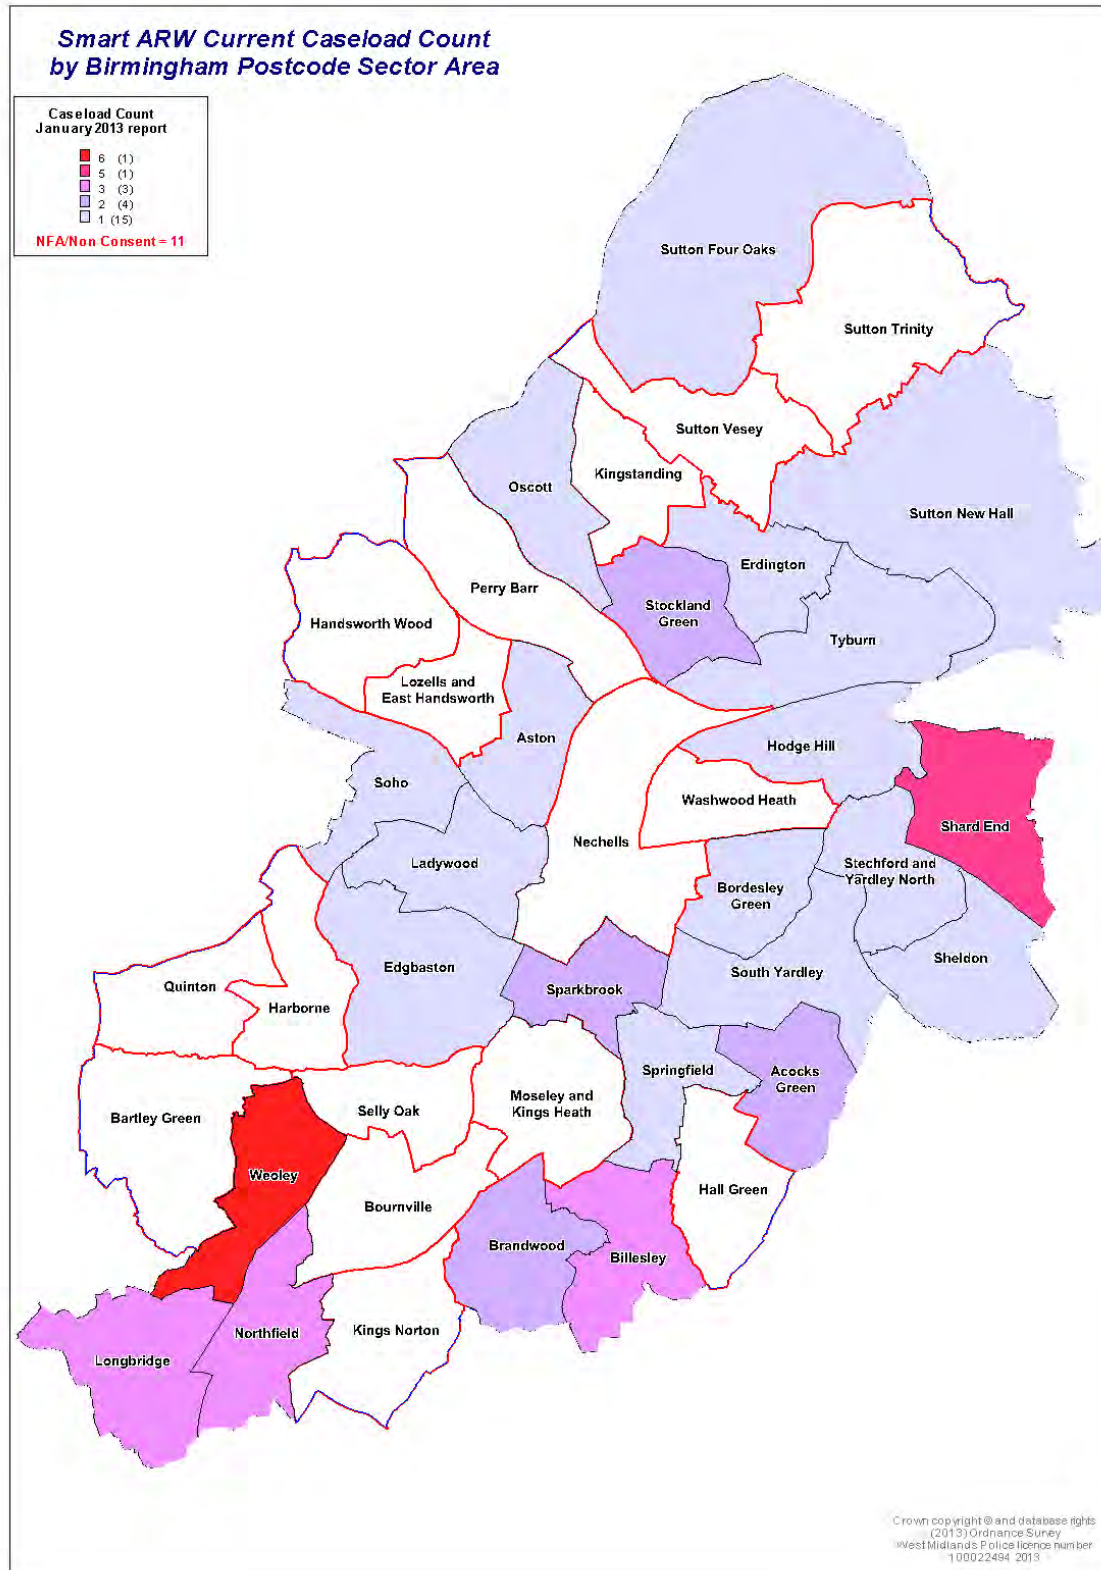 Smart ARW Current Caseload Count
by Birmingham Postcode Sector Area
Caseload Count
January 2013 report
6 (1)
5 (1)
3 (3)
2 (4)
1 (15)
NFA/Non Consent = 11
Sutton Four Oaks
Sutton Trinity
Sutton Vesey
Kingstanding
Oscott
Sutton New Hall
Erdington
Perry Barr
Stockland
Green
Handsworth Wood
Tyburn
Lozells and
East Handsworth
Aston
Hodge Hill
Soho
Washwood Heath
Shard End
Nechells
Ladywood
Stechford and
Yardley North
Bordesley
Green
Edgbaston
South Yardley
Sheldon
Quinton
Sparkbrook
Harborne
Springfield
Acocks
Green
Moseley and
Kings Heath
Selly Oak
Bartley Green
Weoley
Hall Green
Bournville
Brandwood
Billesley
Northfield
Kings Norton
Longbridge
Crown copyright © and database rights
(2013) Ordnance Survey
West Midlands Police licence number
100022494 2013